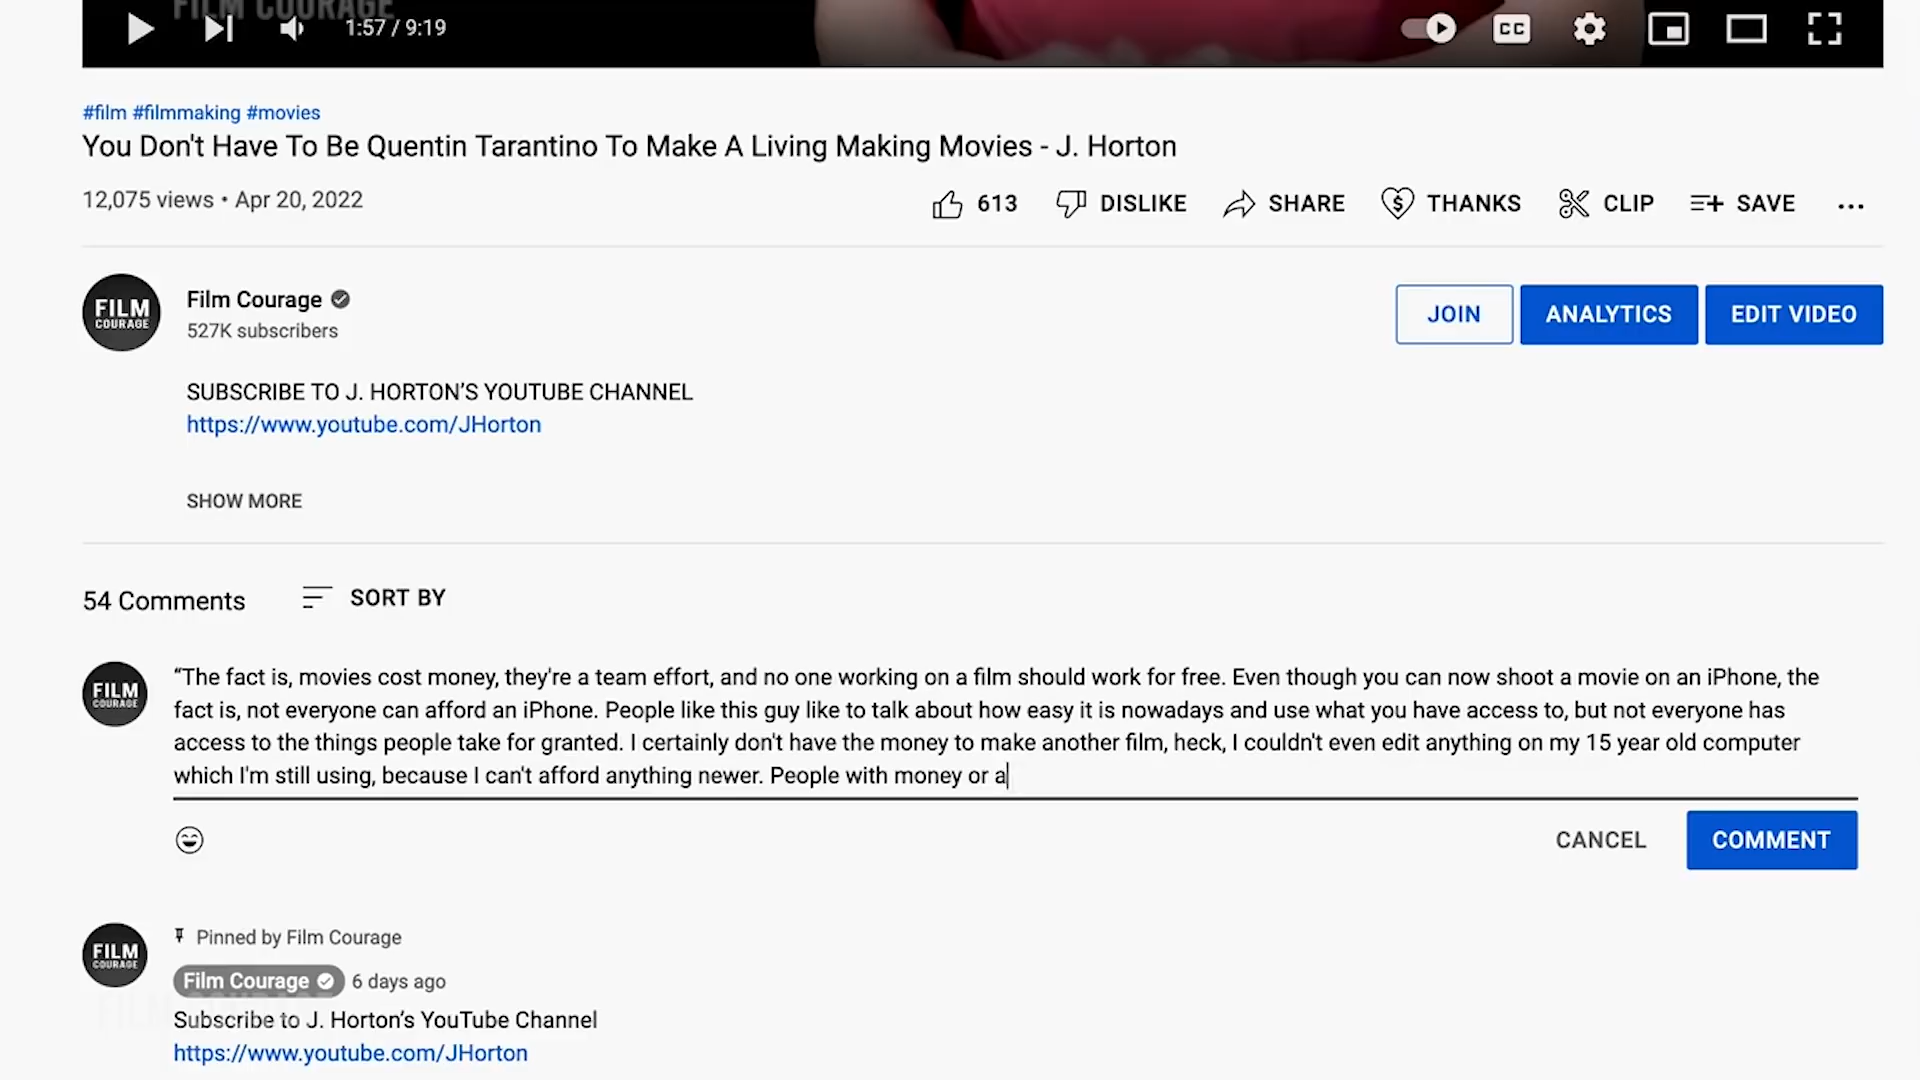 FILM COURAGE
1:57 / 9:19
CC
#film #filmmaking #movies
You Don't Have To Be Quentin Tarantino To Make A Living Making Movies - J. Horton
12,075 views • Apr 20, 2022
613 DISLIKE SHARE THANKS CLIP SAVE ...
FILM
COURAGE
Film Courage
527K subscribers
JOIN ANALYTICS EDIT VIDEO
SUBSCRIBE TO J. HORTON’S YOUTUBE CHANNEL
https://www.youtube.com/JHorton
SHOW MORE
54 Comments SORT BY
FILM
COURAGE
“The fact is, movies cost money, they're a team effort, and no one working on a film should work for free. Even though you can now shoot a movie on an iPhone, the
fact is, not everyone can afford an iPhone. People like this guy like to talk about how easy it is nowadays and use what you have access to, but not everyone has
access to the things people take for granted. I certainly don't have the money to make another film, heck, I couldn't even edit anything on my 15 year old computer
which I'm still using, because I can't afford anything newer. People with money or a
CANCEL COMMENT
FILM
COURAGE
Pinned by Film Courage
Film Courage 6 days ago
Subscribe to J. Horton’s YouTube Channel
https://www.youtube.com/JHorton